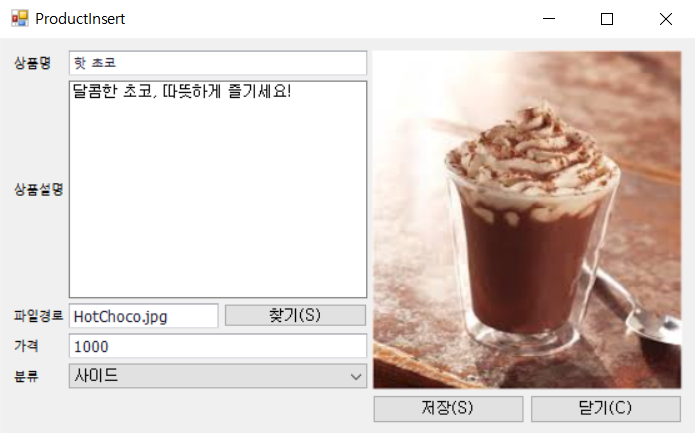 ProductInsert
상품명
핫 초코
상품설명
달콤한 초코, 따뜻하게 즐기세요!
파일경로
HotChoco.jpg
찾기(S)
가격
1000
분류
사이드
저장(S)
닫기(C)